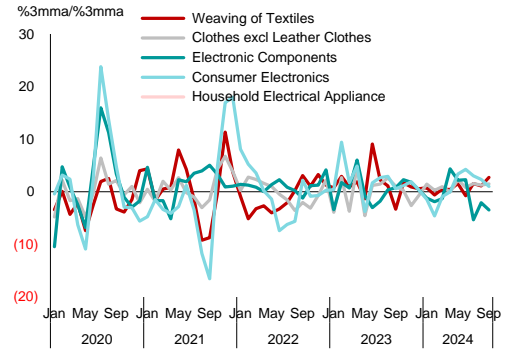 %3mma/%3mma
Weaving of Textiles
Clothes excl Leather Clothes
Electronic Components
Consumer Electronics
Household Electrical Appliance
30
20
10
0
(10)
(20)
Jan May Sep Jan May Sep Jan May Sep Jan May Sep Jan May Sep
2020 2021 2022 2023 2024